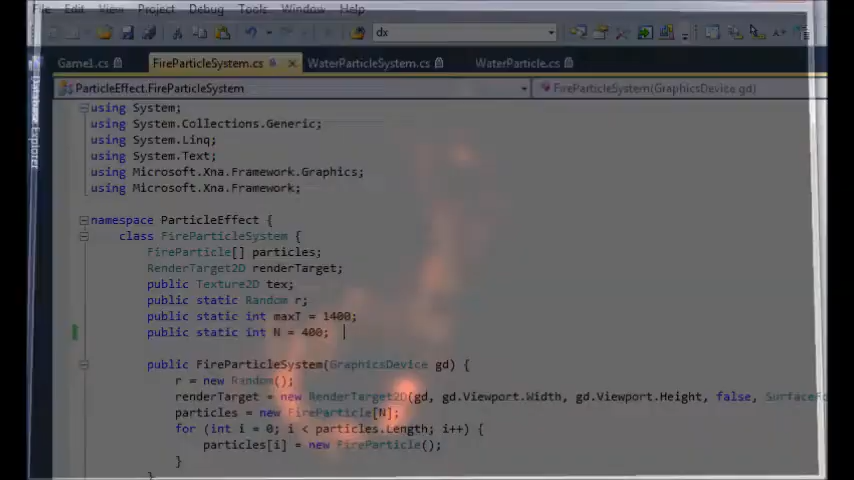 File Edit View Project Debug Tools Window Help
dx
Game1.cs FireParticleSystem.cs WaterParticleSystem.cs WaterParticle.cs
ParticleEffect.FireParticleSystem FireParticleSystem(GraphicsDevice gd)
Database Explorer
using System;
using System.Collections.Generic;
using System.Linq;
using System.Text;
using Microsoft.Xna.Framework.Graphics;
using Microsoft.Xna.Framework;
namespace ParticleEffect {
class FireParticleSystem {
FireParticle[] particles;
RenderTarget2D renderTarget;
public Texture2D tex;
public static Random r;
public static int maxT = 1400;
public static int N = 400;
public FireParticleSystem(GraphicsDevice gd) {
r = new Random();
renderTarget = new RenderTarget2D(gd, gd.Viewport.Width, gd.Viewport.Height, false, SurfaceFo
particles = new FireParticle[N];
for (int i = 0; i < particles.Length; i++) {
particles[i] = new FireParticle();
}
}